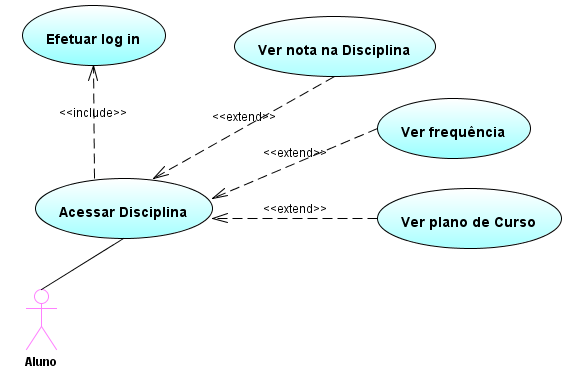 Efetuar log in
Ver nota na Disciplina
<<include>>
<<extend>>
Ver frequência
<<extend>>
Acessar Disciplina
<<extend>>
Ver plano de Curso
Aluno